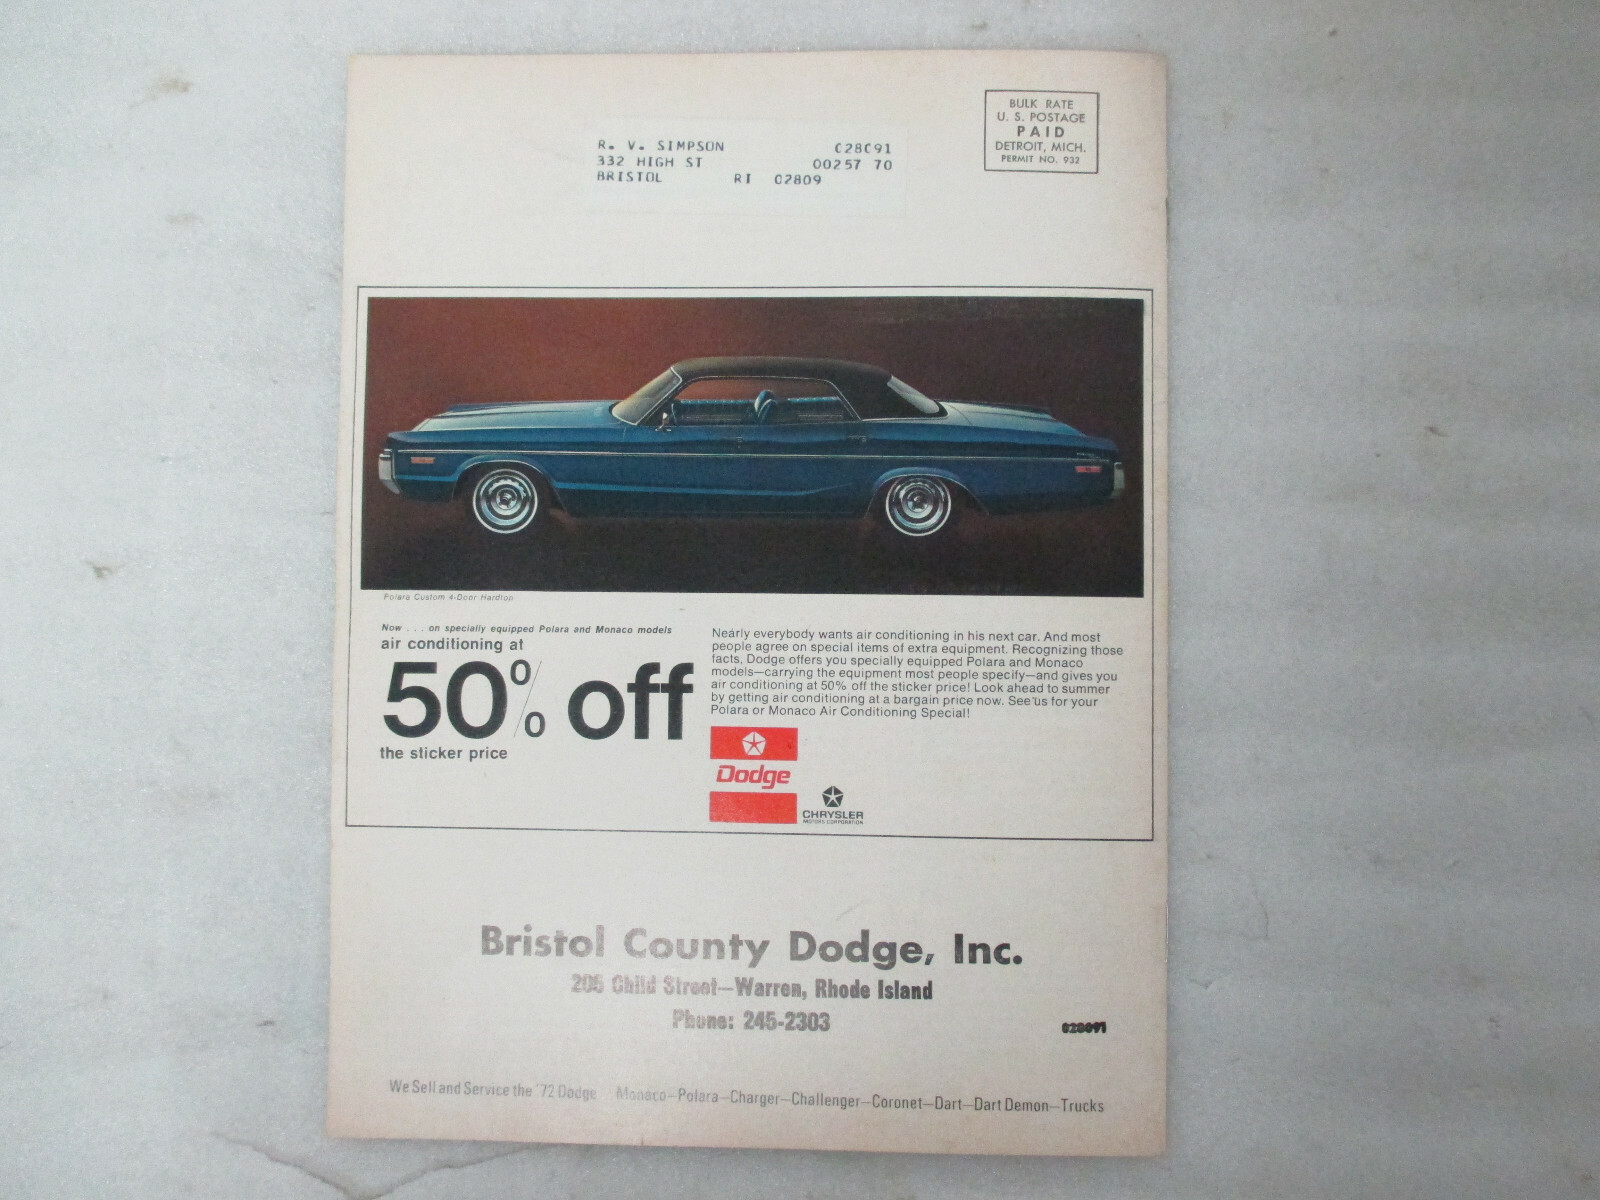 BULK RATE
U. S. POSTAGE
PAID
DETROIT, MICH.
PERMIT NO. 932
R. V. SIMPSON 028091
332 HIGH ST 00257 70
BRISTOL RI 02809
Polara Custom 4-Door Hardtop
Now . . . on specially equipped Polara and Monaco models
air conditioning at
50% off
the sticker price
Nearly everybody wants air conditioning in his next car. And most
people agree on special items of extra equipment. Recognizing those
facts, Dodge offers you specially equipped Polara and Monaco
models—carrying the equipment most people specify—and gives you
air conditioning at 50% off the sticker price! Look ahead to summer
by getting air conditioning at a bargain price now. See us for your
Polara or Monaco Air Conditioning Special!
Dodge
CHRYSLER
MOTORS CORPORATION
Bristol County Dodge, Inc.
205 Child Street—Warren, Rhode Island
Phone: 245-2303
028091
We Sell and Service the '72 Dodge Monaco—Polara—Charger—Challenger—Coronet—Dart—Dart Demon—Trucks